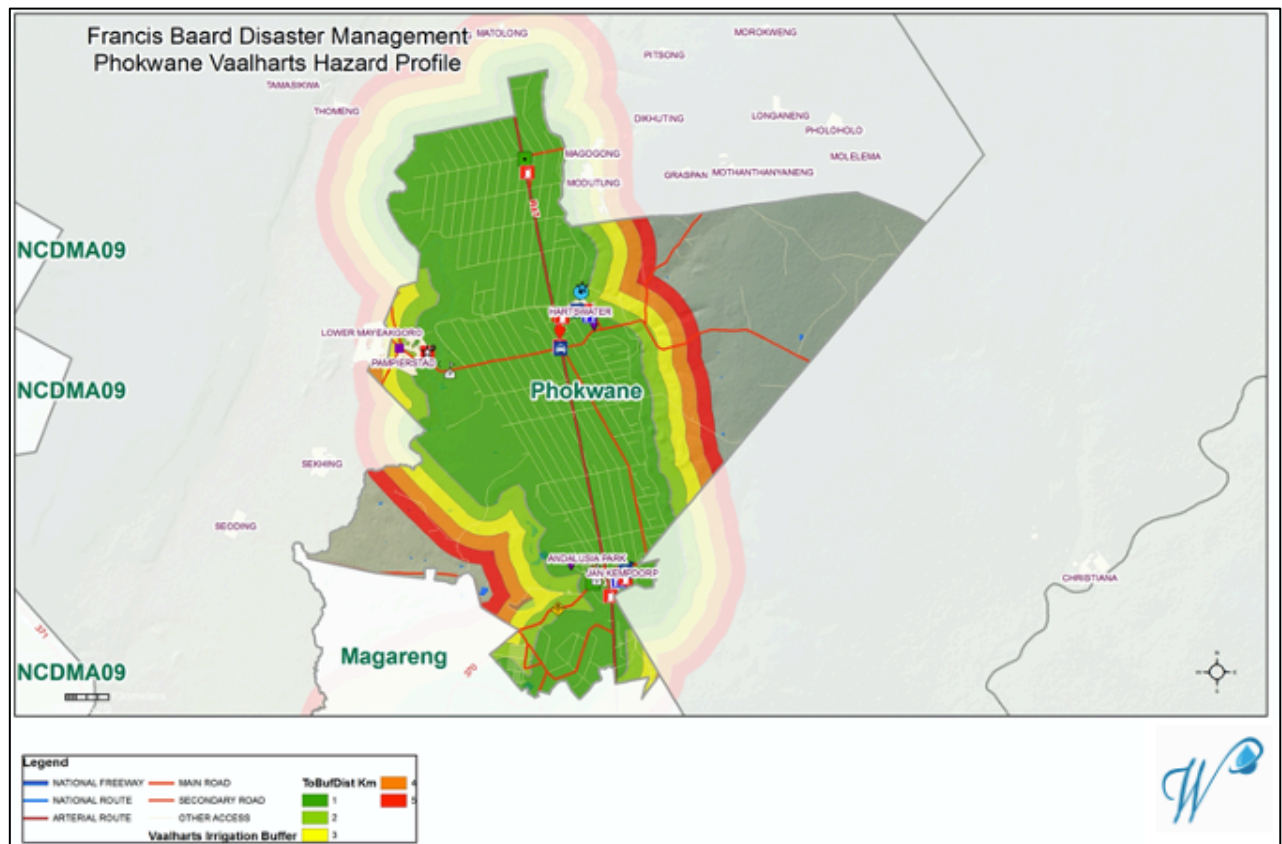 Francis Baard Disaster Management
Phokwane Vaalharts Hazard Profile
MATOLONG
MOROKWENG
PITSONG
TAMASIKWA
THOMENG
LONGANENG
DIKHUTING
PHOLOHOLO
MAGOGONG
MOLELEMA
MODUTUNG
GRASPAN
MOTHANTHANYANENG
NCDMA09
HARTSWATER
LOWER MAYEAKGORO
PAMPIERSTAD
NCDMA09
Phokwane
SEKHING
SEODING
ANDALUSIA PARK
JAN KEMPDORP
CHRISTIANA
371
Magareng
370
NCDMA09
Legend
NATIONAL FREEWAY
NATIONAL ROUTE
ARTERIAL ROUTE
MAIN ROAD
SECONDARY ROAD
OTHER ACCESS
Vaalharts Irrigation Buffer
ToBufDist Km
1
2
3
4
5
W